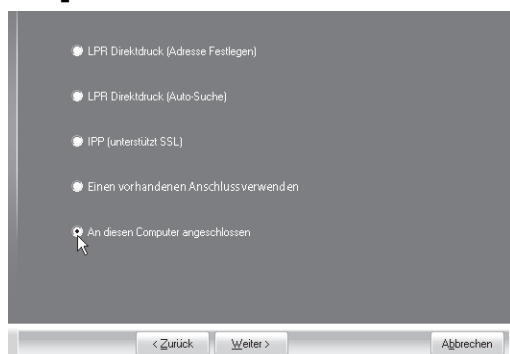 LPR Direktdruck (Adresse Festlegen)
LPR Direktdruck (Auto-Suche)
IPP (unterstützt SSL)
Einen vorhandenen Anschluss verwenden
An diesen Computer angeschlossen
< Zurück Weiter > Abbrechen